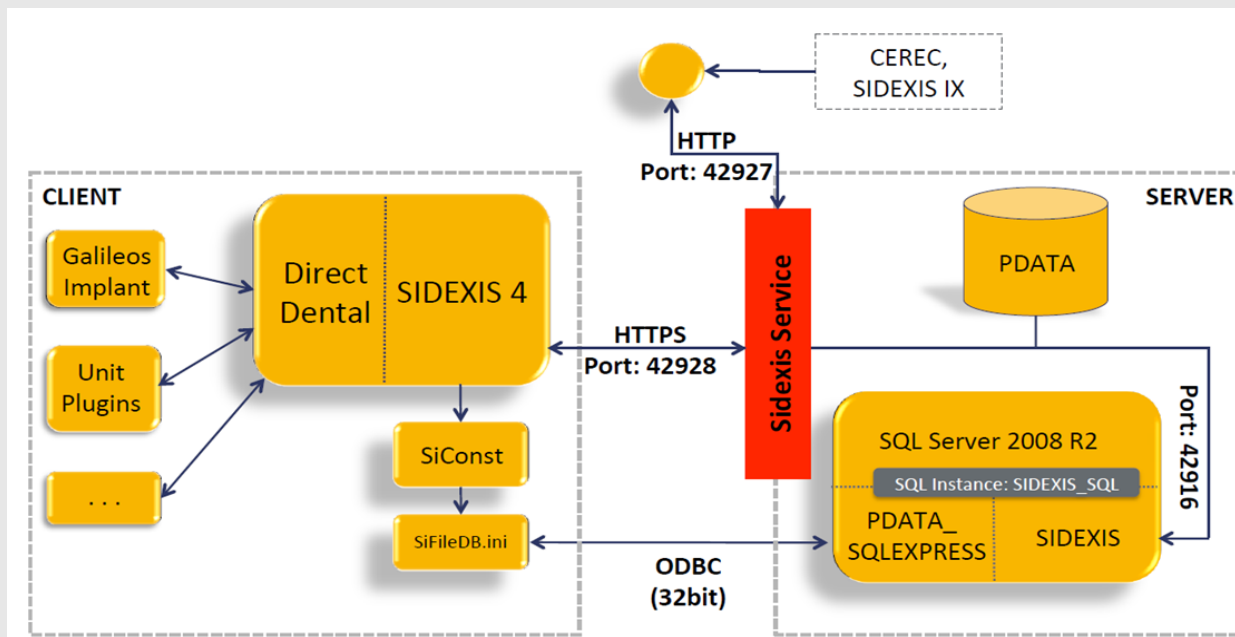 CEREC,
SIDEXIS IX
HTTP
Port: 42927
CLIENT
SERVER
Galileos
Implant
Direct
Dental
SIDEXIS 4
PDATA
Unit
Plugins
HTTPS
Port: 42928
Sidexis Service
Port: 42916
SiConst
SQL Server 2008 R2
SQL Instance: SIDEXIS_SQL
. . .
SiFileDB.ini
PDATA_
SQLEXPRESS
SIDEXIS
ODBC
(32bit)